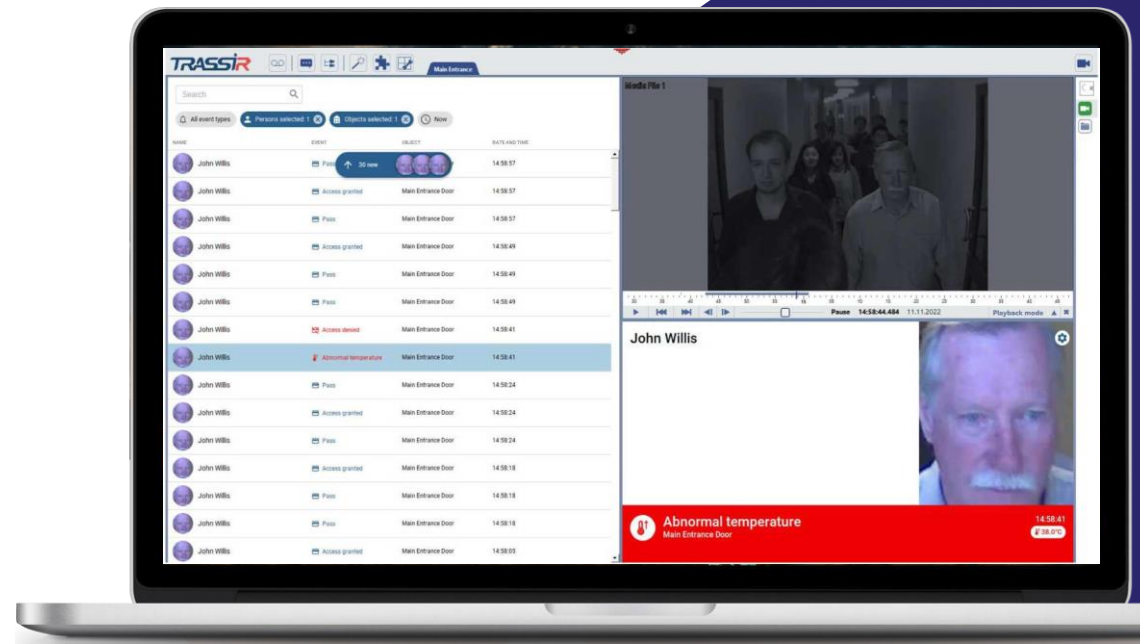 TRASSIR
Main Entrance
Search
All event types
Persons selected: 1
Objects selected: 1
Now
NAME EVENT OBJECT DATE AND TIME
John Willis Pass 14:58:57
30 new
John Willis Access granted Main Entrance Door 14:58:57
John Willis Pass Main Entrance Door 14:58:57
John Willis Access granted Main Entrance Door 14:58:49
John Willis Pass Main Entrance Door 14:58:49
John Willis Pass Main Entrance Door 14:58:49
John Willis Access denied Main Entrance Door 14:58:41
John Willis Abnormal temperature Main Entrance Door 14:58:41
John Willis Pass Main Entrance Door 14:58:24
John Willis Access granted Main Entrance Door 14:58:24
John Willis Pass Main Entrance Door 14:58:24
John Willis Access granted Main Entrance Door 14:58:18
John Willis Pass Main Entrance Door 14:58:18
John Willis Pass Main Entrance Door 14:58:18
John Willis Access granted Main Entrance Door 14:58:05
Media File 1
Pause 14:58:44.484 11.11.2022 Playback mode
John Willis
Abnormal temperature 14:58:41
Main Entrance Door 38.0°C